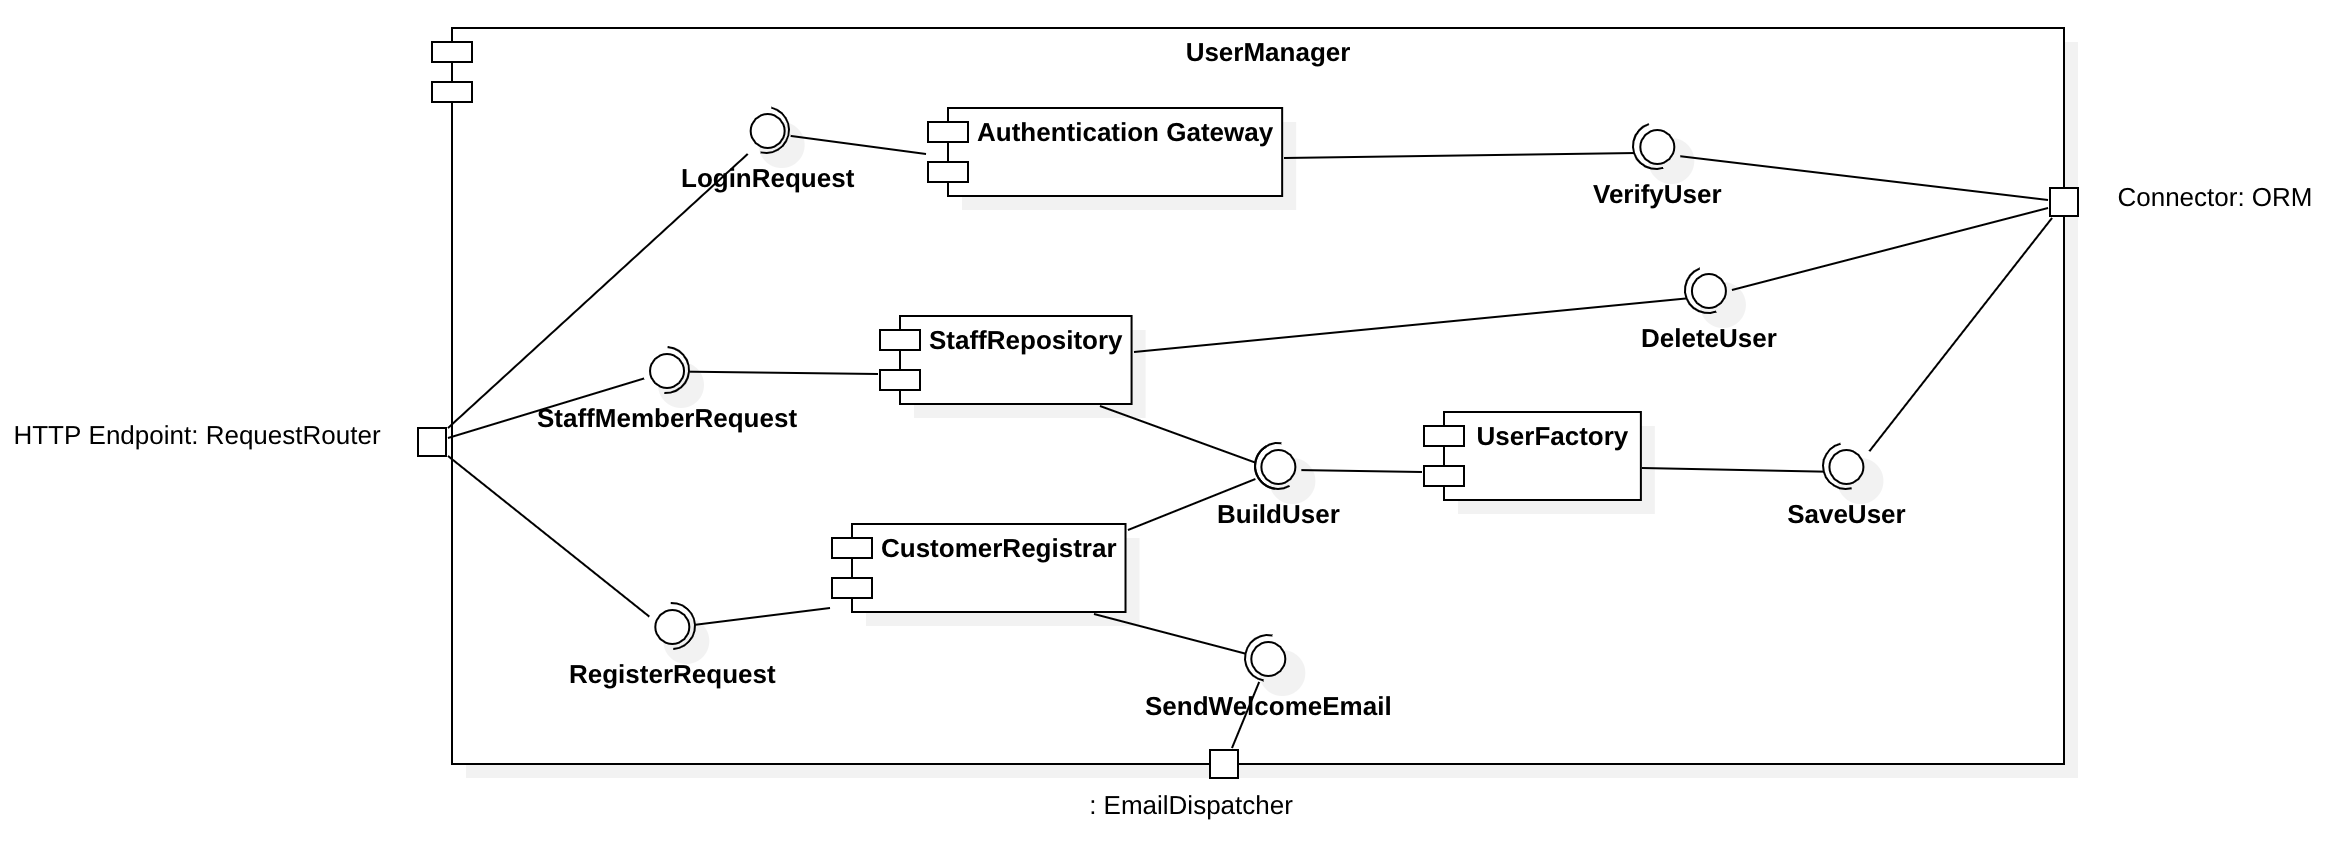 UserManager
Authentication Gateway
LoginRequest
VerifyUser
Connector: ORM
StaffRepository
DeleteUser
StaffMemberRequest
HTTP Endpoint: RequestRouter
UserFactory
BuildUser
SaveUser
CustomerRegistrar
RegisterRequest
SendWelcomeEmail
: EmailDispatcher